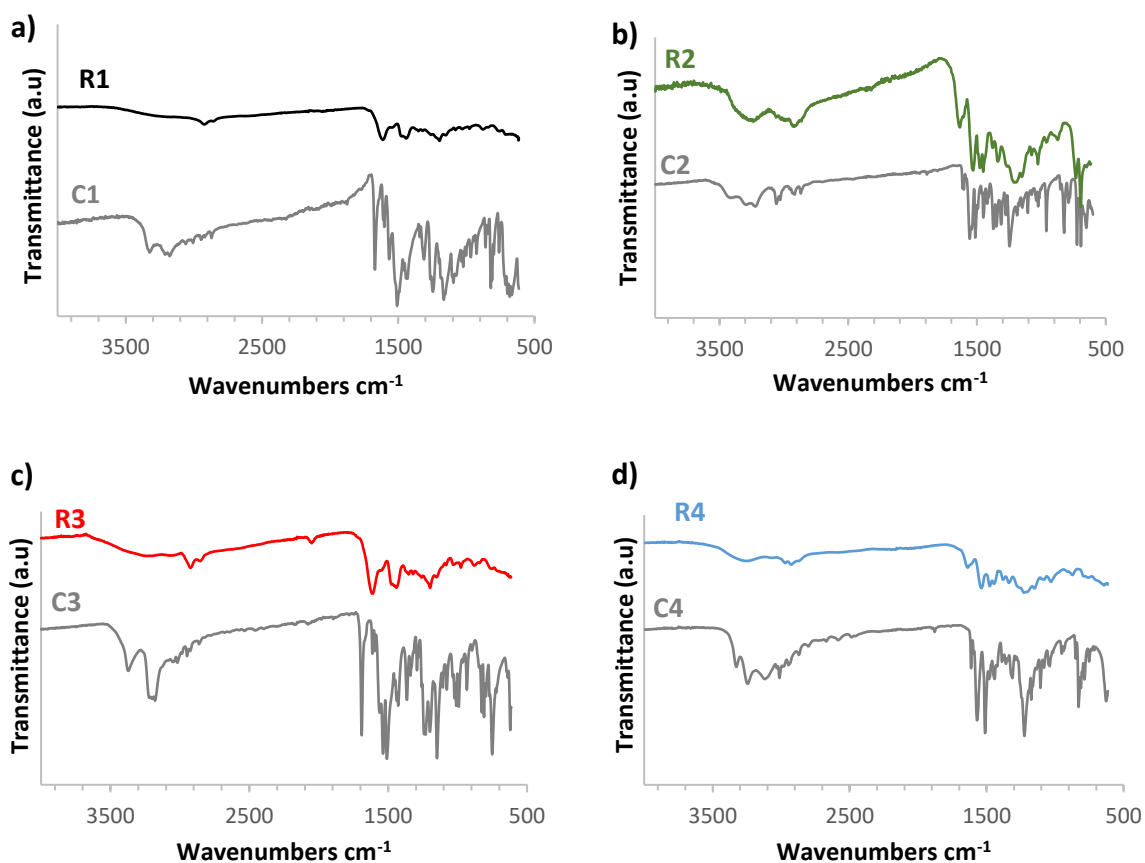 a)
R1
C1
Transmittance (a.u)
3500 2500 1500 500
Wavenumbers cm-1
b)
R2
C2
Transmittance (a.u)
3500 2500 1500 500
Wavenumbers cm-1
c)
R3
C3
Transmittance (a.u)
3500 2500 1500 500
Wavenumbers cm-1
d)
R4
C4
Transmittance (a.u)
3500 2500 1500 500
Wavenumbers cm-1